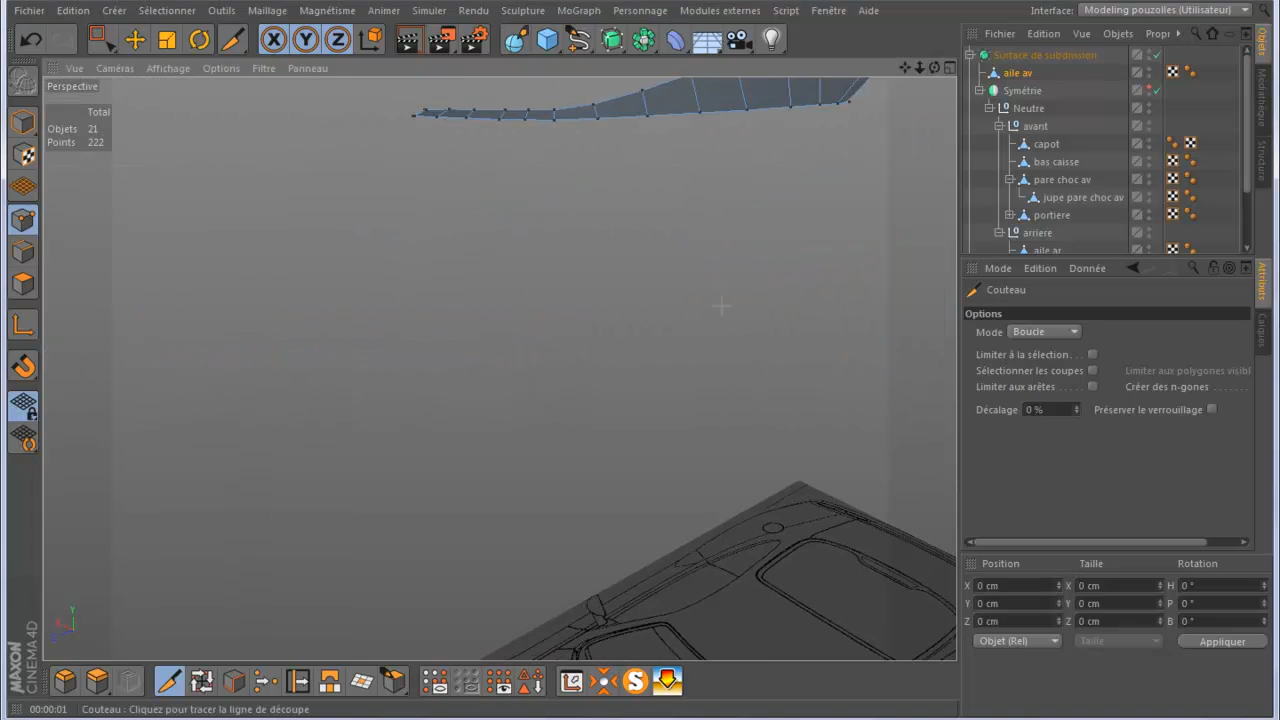 Fichier Edition Créer Sélectionner Outils Maillage Magnétisme Animer Simuler Rendu Sculpture MoGraph Personnage Modules externes Script Fenêtre Aide Interface: Modeling pouzolles (Utilisateur)
X Y Z
Fichier Edition Vue Objets Propr
Vue Caméras Affichage Options Filtre Panneau
Perspective
Total
Objets 21
Points 222
Surface de subdivision
aile av
Symétrie
Neutre
avant
capot
bas caisse
pare choc av
jupe pare choc av
portiere
arriere
aile ar
Objets
Médiathèque
Structure
Mode Edition Donnée
Couteau
Options
Mode Boucle
Limiter à la sélection
Sélectionner les coupes Limiter aux polygones visibl
Limiter aux arêtes Créer des n-gones
Décalage 0 % Préserver le verrouillage
Attributs
Calques
Position Taille Rotation
X 0 cm X 0 cm H 0 °
Y 0 cm Y 0 cm P 0 °
Z 0 cm Z 0 cm B 0 °
Objet (Rel) Taille Appliquer
Y
X
Z
MAXON
CINEMA 4D
S
00:00:01 Couteau : Cliquez pour tracer la ligne de découpe